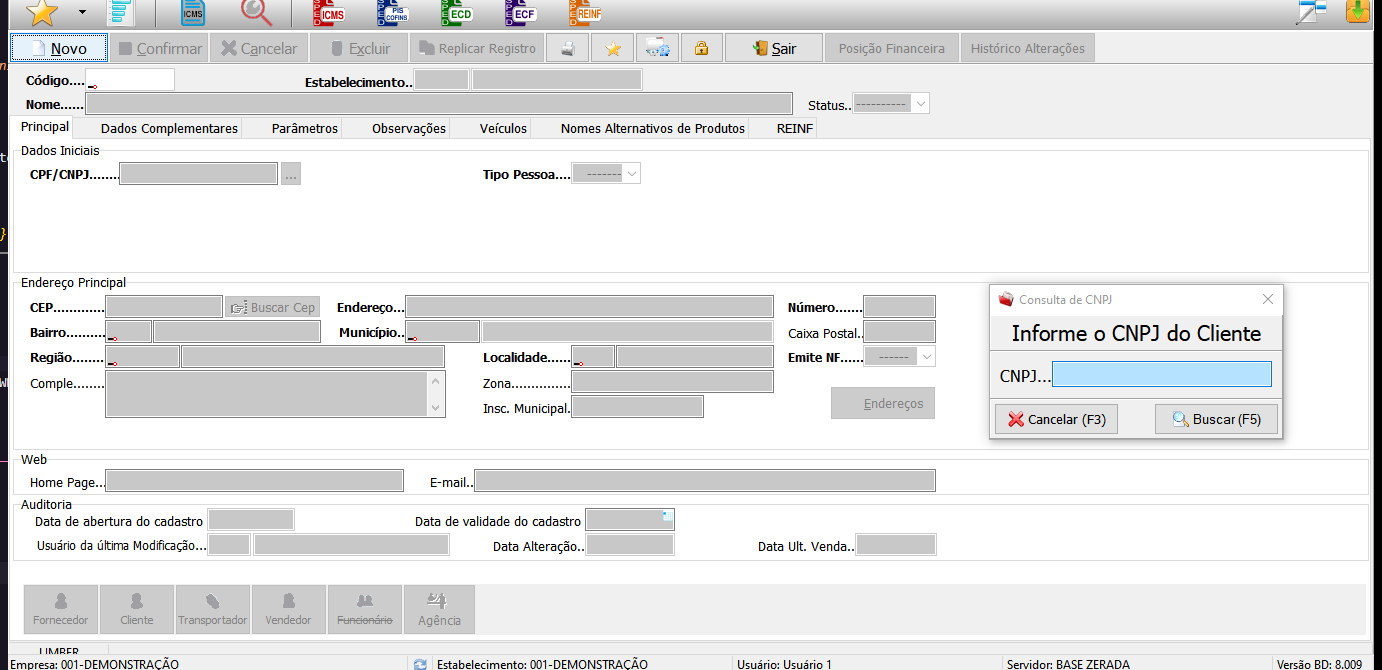 ICMS
SPED ICMS
SPED PIS COFINS
SPED ECD
SPED ECF
SPED REINF
Novo Confirmar Cancelar Excluir Replicar Registro Sair Posição Financeira Histórico Alterações
Código.... Estabelecimento..
Nome...... Status.. ----------
Principal Dados Complementares Parâmetros Observações Veículos Nomes Alternativos de Produtos REINF
Dados Iniciais
CPF/CNPJ....... ... Tipo Pessoa.... -------
Endereço Principal
CEP............ Buscar Cep Endereço... Número.......
Bairro.......... Município.. Caixa Postal..
Região........ Localidade...... Emite NF...... ------
Comple........ Zona..............
Insc. Municipal. Endereços
Consulta de CNPJ
Informe o CNPJ do Cliente
CNPJ...
Cancelar (F3) Buscar (F5)
Web
Home Page... E-mail..
Auditoria
Data de abertura do cadastro Data de validade do cadastro
Usuário da última Modificação... Data Alteração.. Data Ult. Venda..
Fornecedor Cliente Transportador Vendedor Funcionário Agência
LIMBER
Empresa: 001-DEMONSTRAÇÃO Estabelecimento: 001-DEMONSTRAÇÃO Usuário: Usuário 1 Servidor: BASE ZERADA Versão BD: 8.009